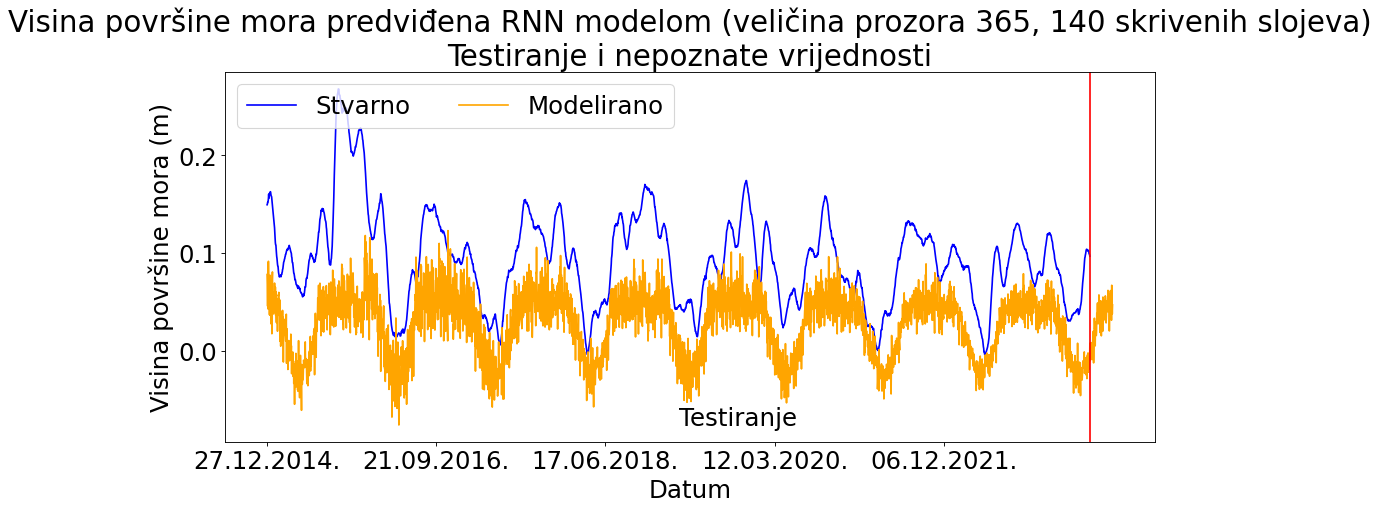 Visina površine mora predviđena RNN modelom (veličina prozora 365, 140 skrivenih slojeva)
Testiranje i nepoznate vrijednosti
Stvarno Modelirano
Visina površine mora (m)
0.2
0.1
0.0
Testiranje
27.12.2014. 21.09.2016. 17.06.2018. 12.03.2020. 06.12.2021.
Datum